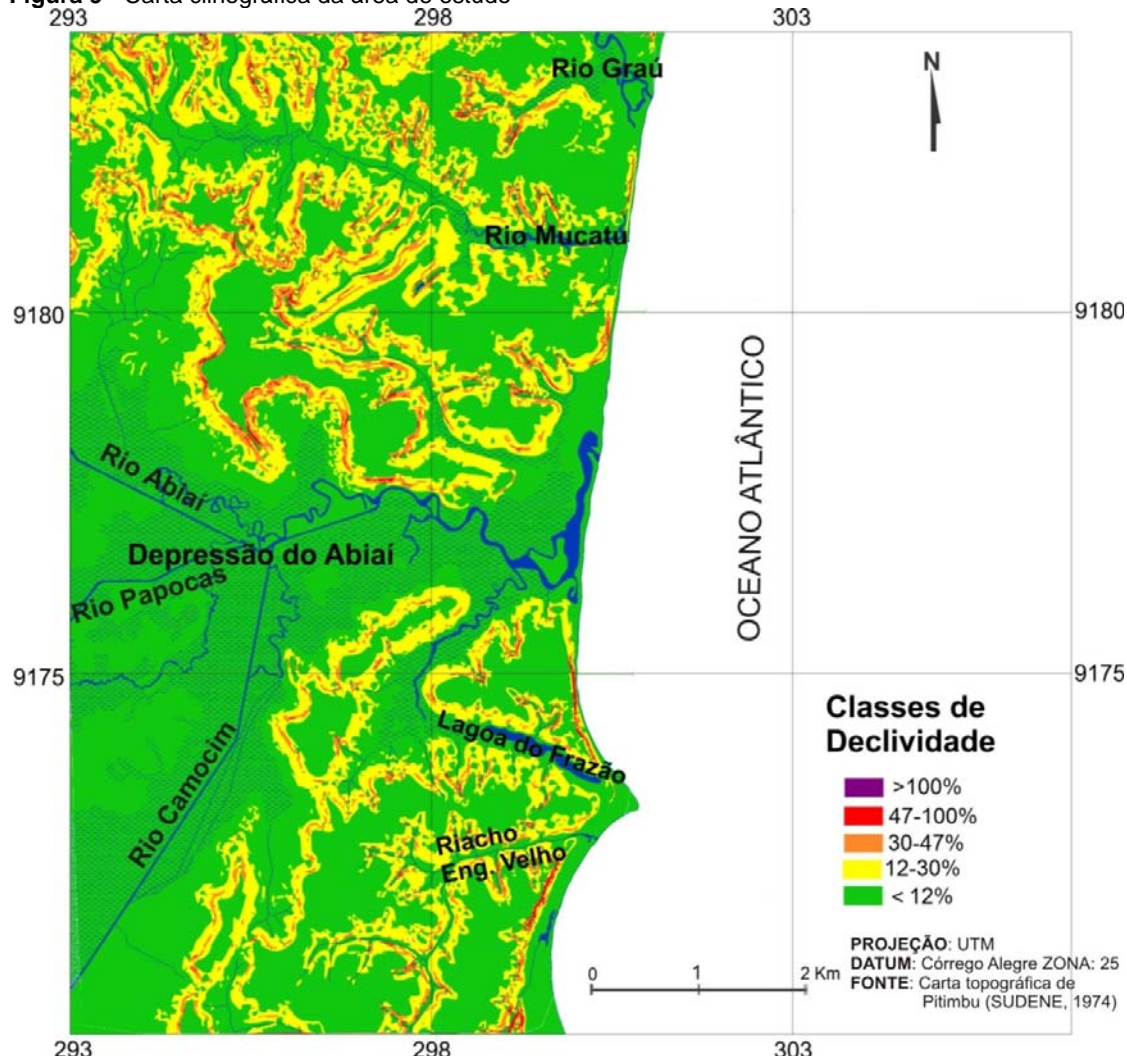 Figura 5 - Carta clinográfica da área de estudo
293 298 303
Rio Graú
N
Rio Mucatú
9180 9180
OCEANO ATLÂNTICO
Rio Abiaí
Depressão do Abiaí
Rio Papocas
9175 9175
Classes de
Declividade
Lagoa do Frazão
>100%
47-100%
30-47%
12-30%
< 12%
Rio Camocim
Riacho
Eng. Velho
PROJEÇÃO: UTM
DATUM: Córrego Alegre ZONA: 25
FONTE: Carta topográfica de
Pitimbu (SUDENE, 1974)
0 1 2 Km
293 298 303